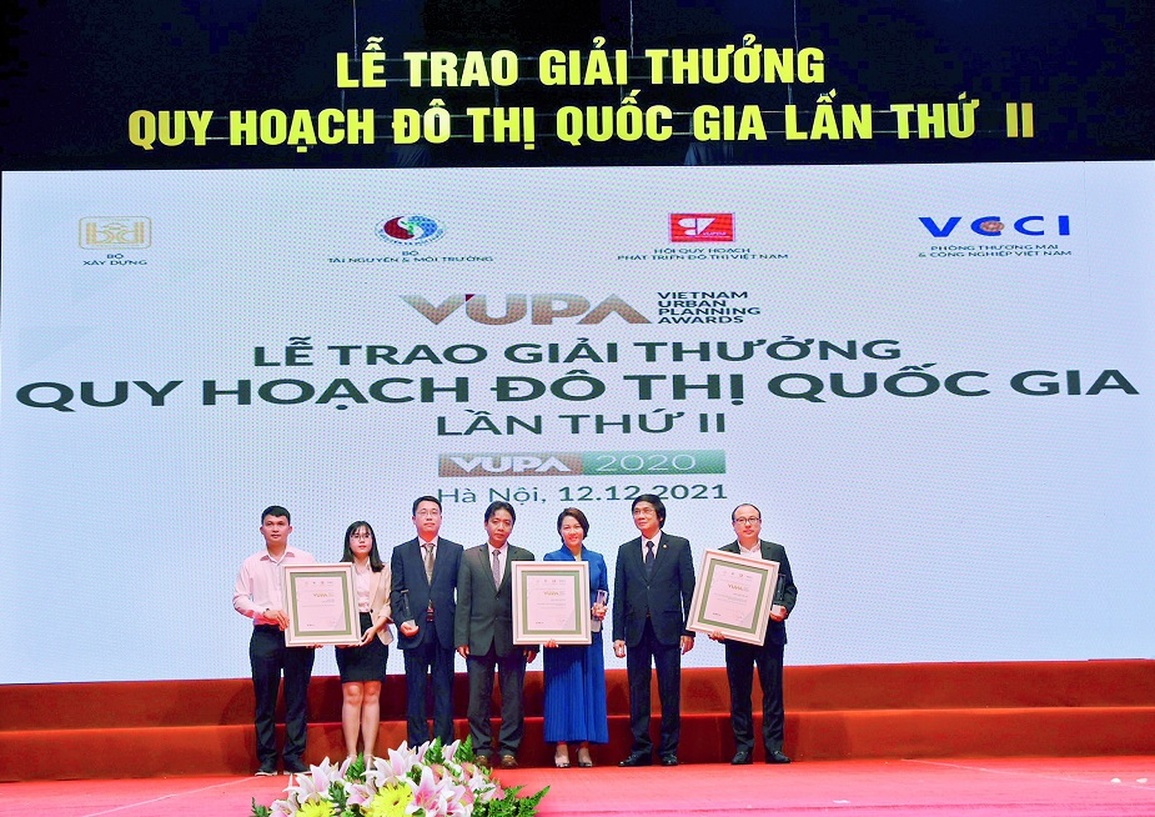 LỄ TRAO GIẢI THƯỞNG
QUY HOẠCH ĐÔ THỊ QUỐC GIA LẦN THỨ II
BỘ
XÂY DỰNG
BỘ
TÀI NGUYÊN & MÔI TRƯỜNG
HỘI QUY HOẠCH
PHÁT TRIỂN ĐÔ THỊ VIỆT NAM
VCCI
PHÒNG THƯƠNG MẠI
& CÔNG NGHIỆP VIỆT NAM
VUPA
VIETNAM
URBAN
PLANNING
AWARDS
LỄ TRAO GIẢI THƯỞNG
QUY HOẠCH ĐÔ THỊ QUỐC GIA
LẦN THỨ II
VUPA 2020
Hà Nội, 12.12.2021
VUPA
VUPA
VUPA